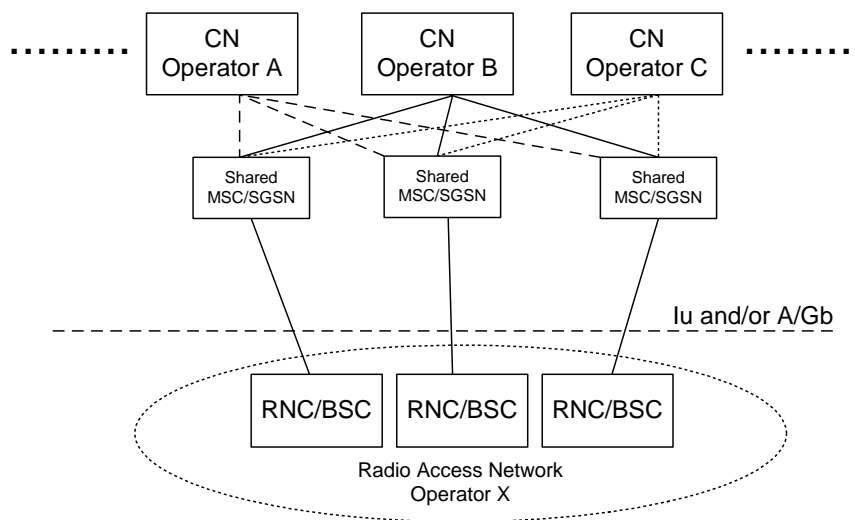 CN
Operator A
CN
Operator B
CN
Operator C
Shared
MSC/SGSN
Shared
MSC/SGSN
Shared
MSC/SGSN
Iu and/or A/Gb
RNC/BSC
RNC/BSC
RNC/BSC
Radio Access Network
Operator X